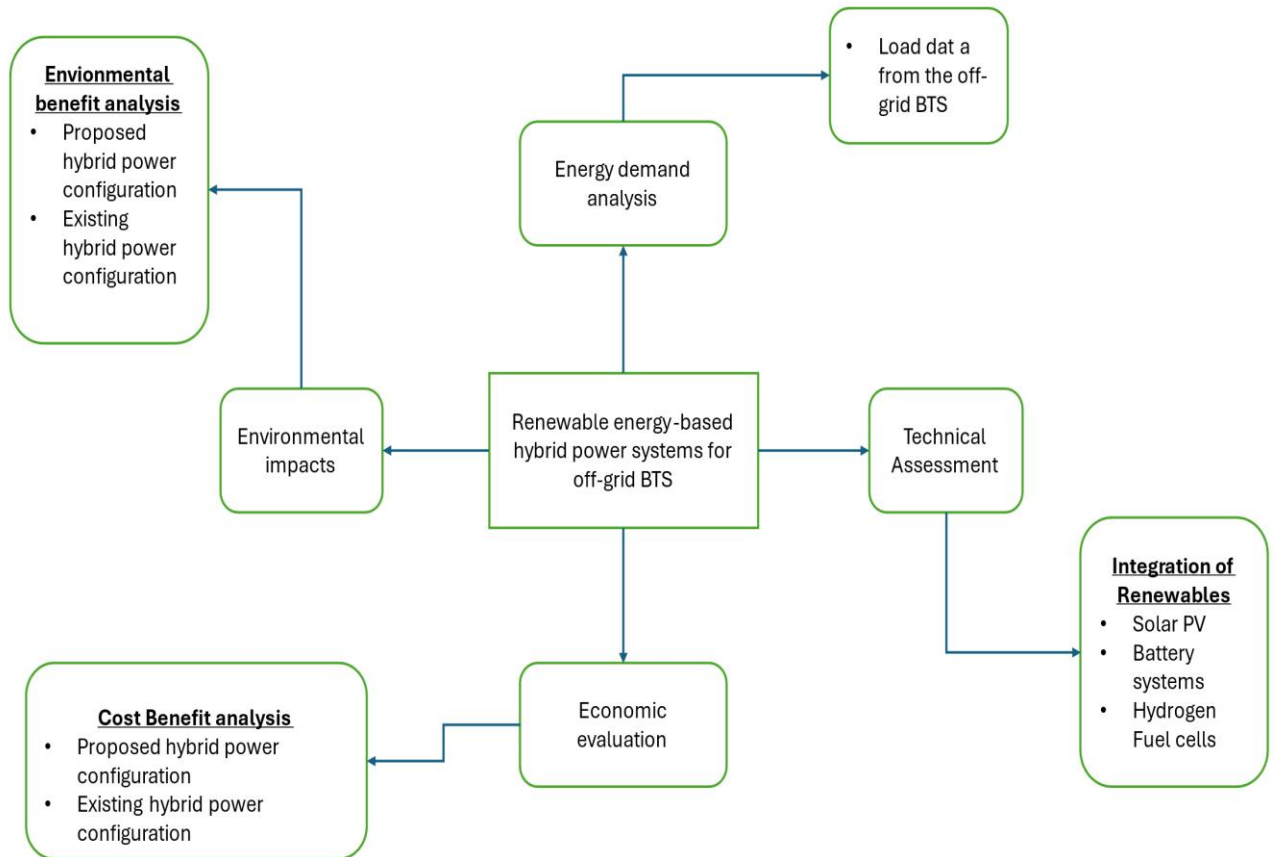 Envionmental
benefit analysis
• Proposed
hybrid power
configuration
• Existing
hybrid power
configuration
• Load dat a
from the off-
grid BTS
Energy demand
analysis
Environmental
impacts
Renewable energy-based
hybrid power systems for
off-grid BTS
Technical
Assessment
Integration of
Renewables
• Solar PV
• Battery
systems
• Hydrogen
Fuel cells
Economic
evaluation
Cost Benefit analysis
• Proposed hybrid power
configuration
• Existing hybrid power
configuration